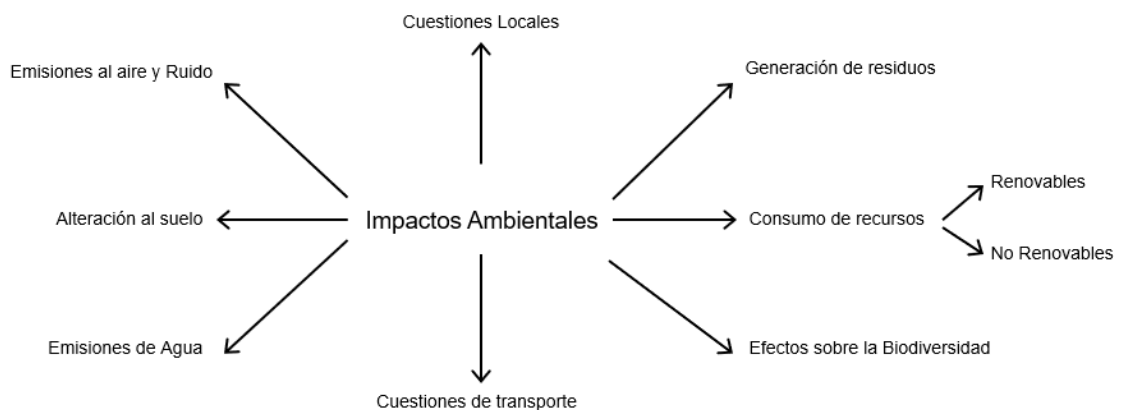 Cuestiones Locales
Emisiones al aire y Ruido
Generación de residuos
Renovables
Alteración al suelo
Impactos Ambientales
Consumo de recursos
No Renovables
Emisiones de Agua
Efectos sobre la Biodiversidad
Cuestiones de transporte